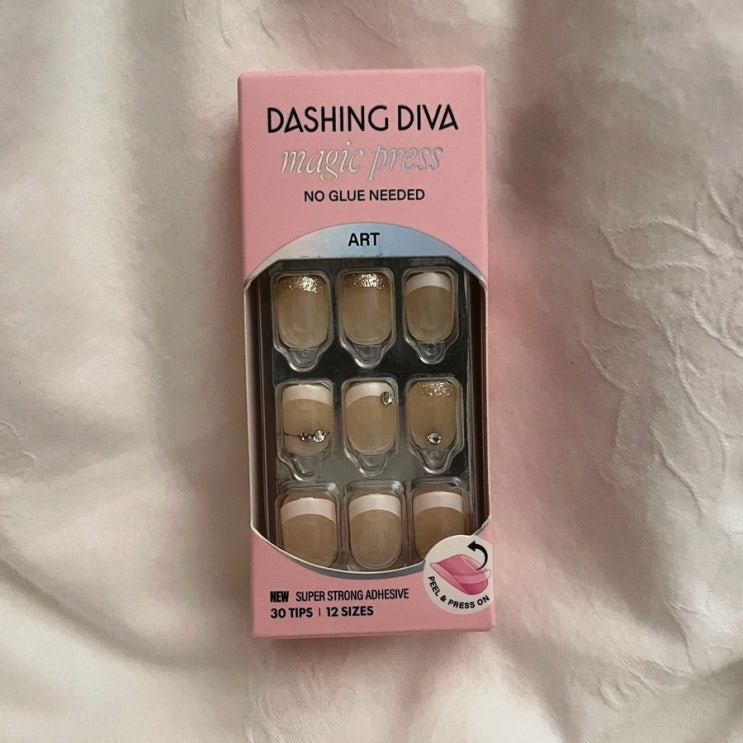 DASHING DIVA
magic press
NO GLUE NEEDED
ART
PEEL & PRESS ON
NEW SUPER STRONG ADHESIVE
30 TIPS | 12 SIZES